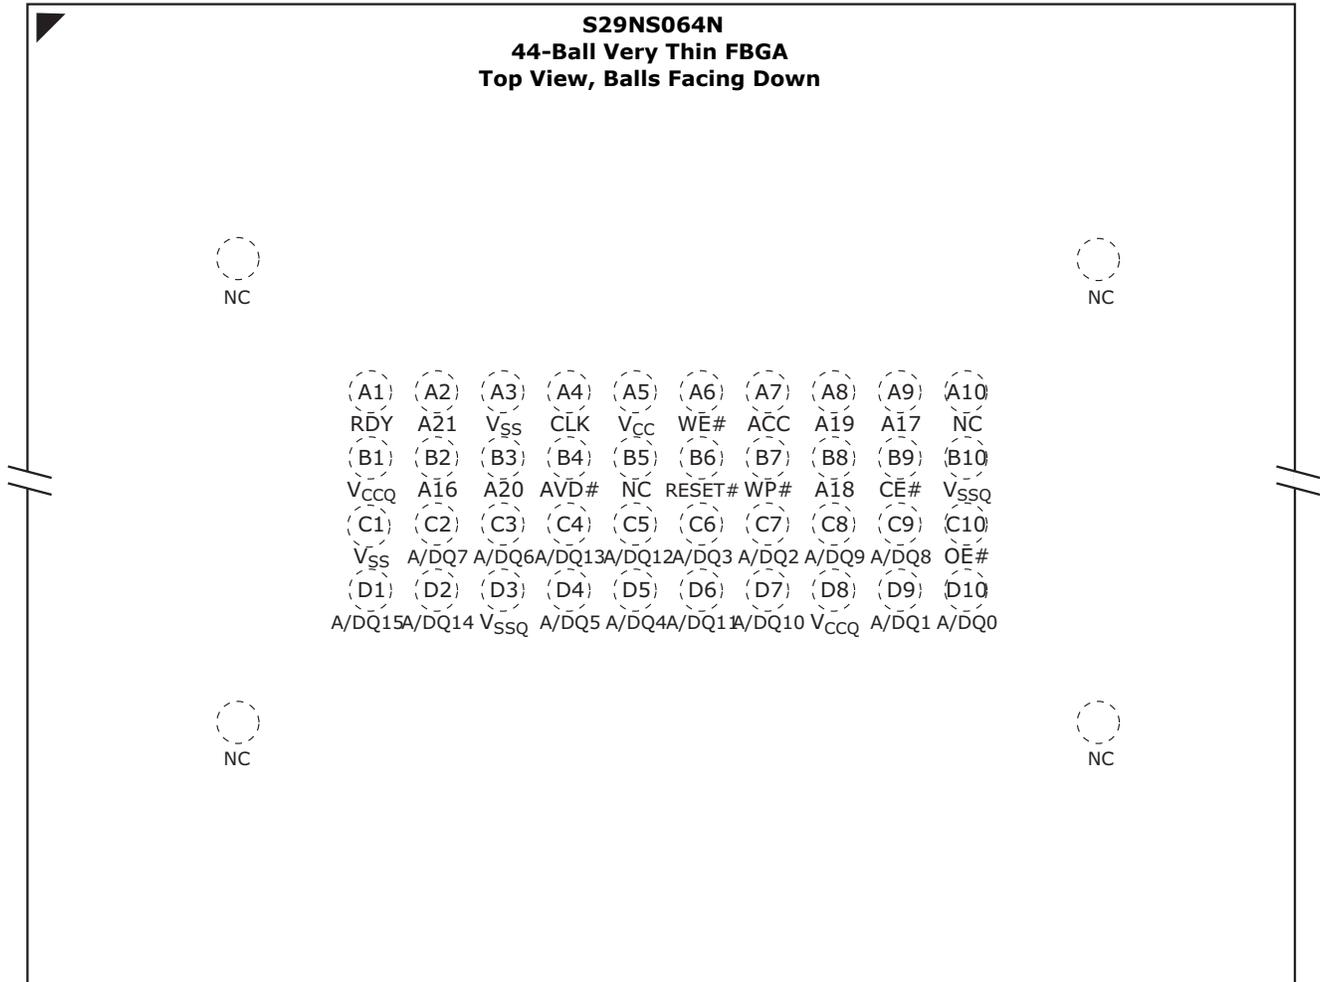 S29NS064N
44-Ball Very Thin FBGA
Top View, Balls Facing Down
NC NC
A1 A2 A3 A4 A5 A6 A7 A8 A9 A10
RDY A21 VSS CLK VCC WE# ACC A19 A17 NC
B1 B2 B3 B4 B5 B6 B7 B8 B9 B10
VCCQ A16 A20 AVD# NC RESET# WP# A18 CE# VSSQ
C1 C2 C3 C4 C5 C6 C7 C8 C9 C10
VSS A/DQ7 A/DQ6 A/DQ13 A/DQ12 A/DQ3 A/DQ2 A/DQ9 A/DQ8 OE#
D1 D2 D3 D4 D5 D6 D7 D8 D9 D10
A/DQ15 A/DQ14 VSSQ A/DQ5 A/DQ4 A/DQ11 A/DQ10 VCCQ A/DQ1 A/DQ0
NC NC